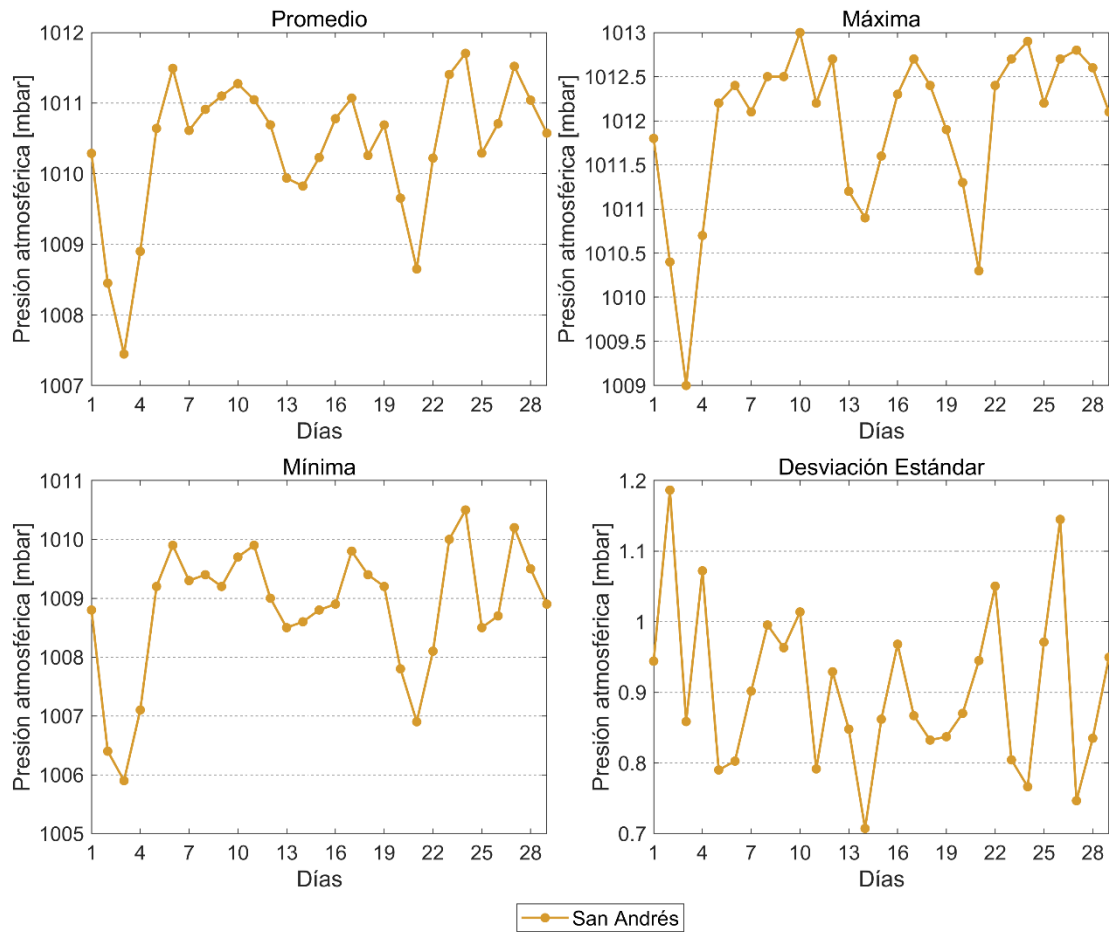 Promedio
Presión atmosférica [mbar]
1012
1011
1010
1009
1008
1007
1 4 7 10 13 16 19 22 25 28
Días
Máxima
Presión atmosférica [mbar]
1013
1012.5
1012
1011.5
1011
1010.5
1010
1009.5
1009
1 4 7 10 13 16 19 22 25 28
Días
Mínima
Presión atmosférica [mbar]
1011
1010
1009
1008
1007
1006
1005
1 4 7 10 13 16 19 22 25 28
Días
Desviación Estándar
Presión atmosférica [mbar]
1.2
1.1
1
0.9
0.8
0.7
1 4 7 10 13 16 19 22 25 28
Días
San Andrés